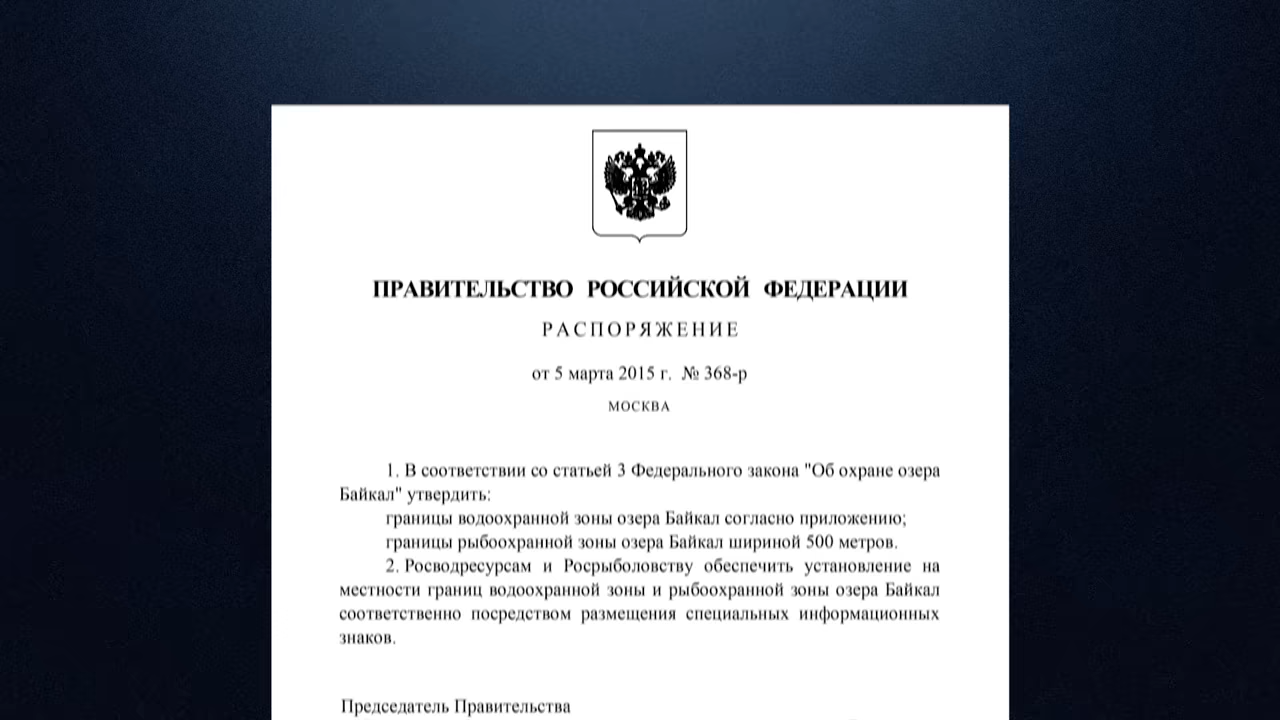 ПРАВИТЕЛЬСТВО РОССИЙСКОЙ ФЕДЕРАЦИИ
РАСПОРЯЖЕНИЕ
от 5 марта 2015 г. № 368-р
МОСКВА
1. В соответствии со статьей 3 Федерального закона "Об охране озера
Байкал" утвердить:
границы водоохранной зоны озера Байкал согласно приложению;
границы рыбоохранной зоны озера Байкал шириной 500 метров.
2. Росводресурсам и Росрыболовству обеспечить установление на
местности границ водоохранной зоны и рыбоохранной зоны озера Байкал
соответственно посредством размещения специальных информационных
знаков.
Председатель Правительства